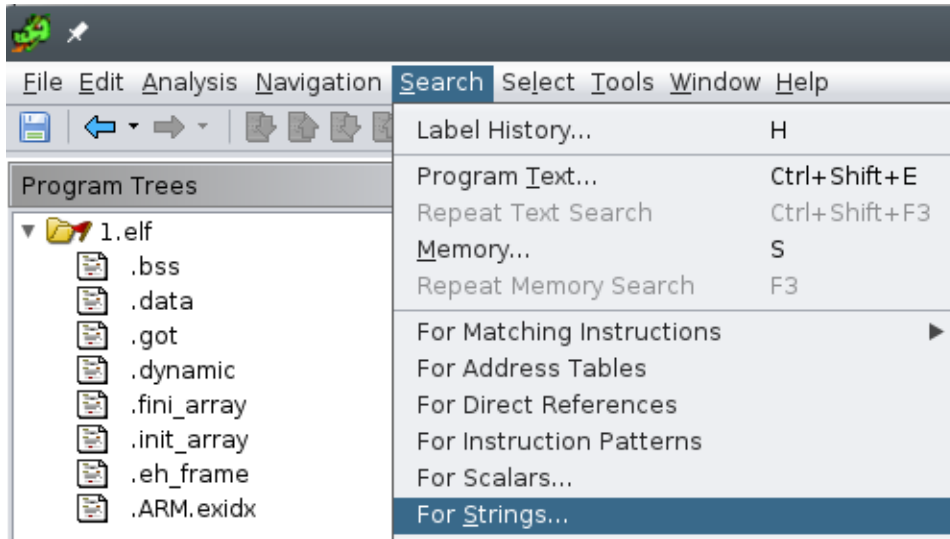 File Edit Analysis Navigation Search Select Tools Window Help
Label History... H
Program Text... Ctrl+Shift+E
Repeat Text Search Ctrl+Shift+F3
Memory... S
Repeat Memory Search F3
For Matching Instructions
For Address Tables
For Direct References
For Instruction Patterns
For Scalars...
For Strings...
Program Trees
1.elf
.bss
.data
.got
.dynamic
.fini_array
.init_array
.eh_frame
.ARM.exidx